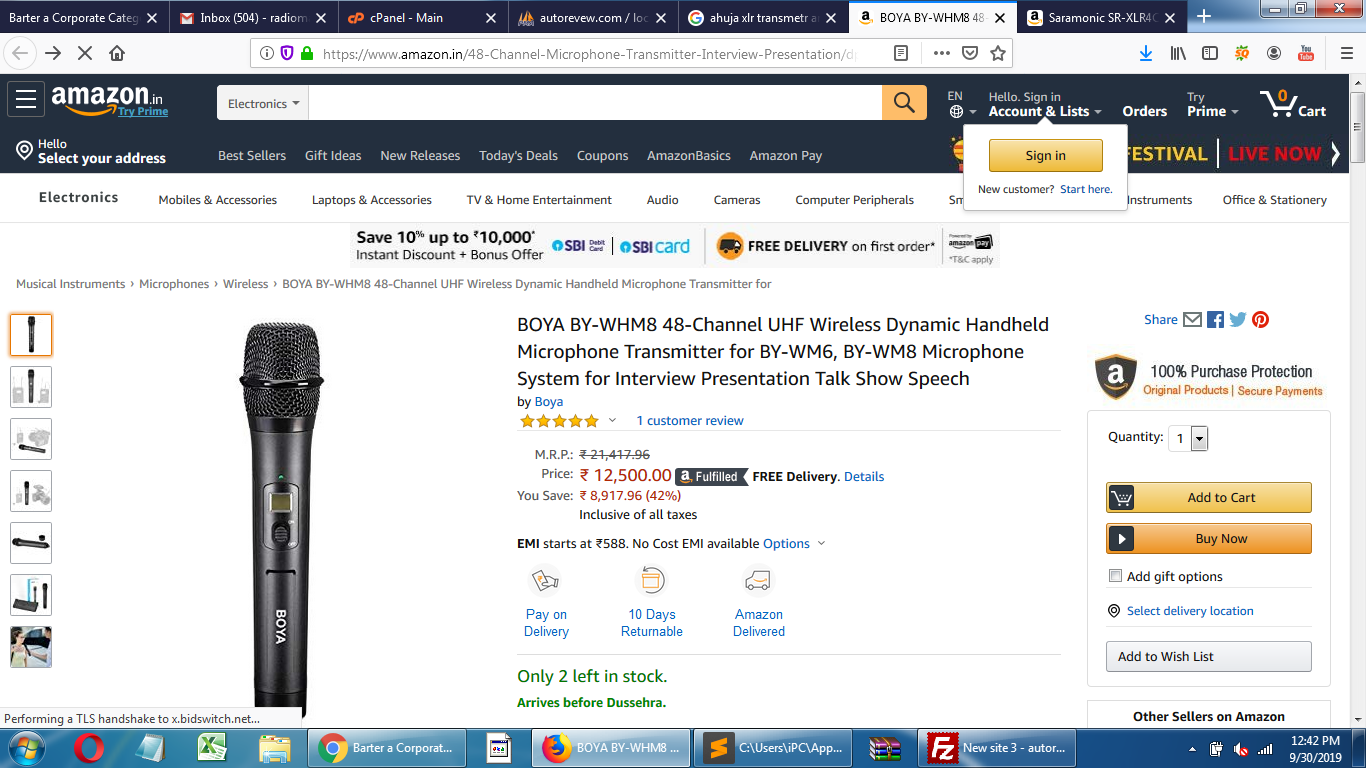 Barter a Corporate Categ
Inbox (504) - radiom
cPanel - Main
autorevew.com / loc
ahuja xlr transmetr a
BOYA BY-WHM8 48-
Saramonic SR-XLR4C
https://www.amazon.in/48-Channel-Microphone-Transmitter-Interview-Presentation/d
amazon.in
Try Prime
Electronics
EN
Hello. Sign in
Account & Lists
Orders
Try
Prime
0
Cart
Hello
Select your address
Best Sellers
Gift Ideas
New Releases
Today's Deals
Coupons
AmazonBasics
Amazon Pay
Sign in
New customer? Start here.
FESTIVAL
LIVE NOW
Electronics
Mobiles & Accessories
Laptops & Accessories
TV & Home Entertainment
Audio
Cameras
Computer Peripherals
Sm
Instruments
Office & Stationery
Save 10% up to ₹10,000*
Instant Discount + Bonus Offer
SBI Debit Card
SBI card
FREE DELIVERY on first order*
Powered by
amazon pay
*T&C apply
Musical Instruments › Microphones › Wireless › BOYA BY-WHM8 48-Channel UHF Wireless Dynamic Handheld Microphone Transmitter for
BOYA BY-WHM8 48-Channel UHF Wireless Dynamic Handheld
Microphone Transmitter for BY-WM6, BY-WM8 Microphone
System for Interview Presentation Talk Show Speech
by Boya
1 customer review
M.R.P.: ₹ 21,417.96
Price: ₹ 12,500.00 Fulfilled FREE Delivery. Details
You Save: ₹ 8,917.96 (42%)
Inclusive of all taxes
EMI starts at ₹588. No Cost EMI available Options
Pay on
Delivery
10 Days
Returnable
Amazon
Delivered
Only 2 left in stock.
Arrives before Dussehra.
BOYA
Share
100% Purchase Protection
Original Products | Secure Payments
Quantity: 1
Add to Cart
Buy Now
Add gift options
Select delivery location
Add to Wish List
Other Sellers on Amazon
Performing a TLS handshake to x.bidswitch.net...
Barter a Corporat...
BOYA BY-WHM8 ...
C:\Users\iPC\App...
New site 3 - autor...
12:42 PM
9/30/2019